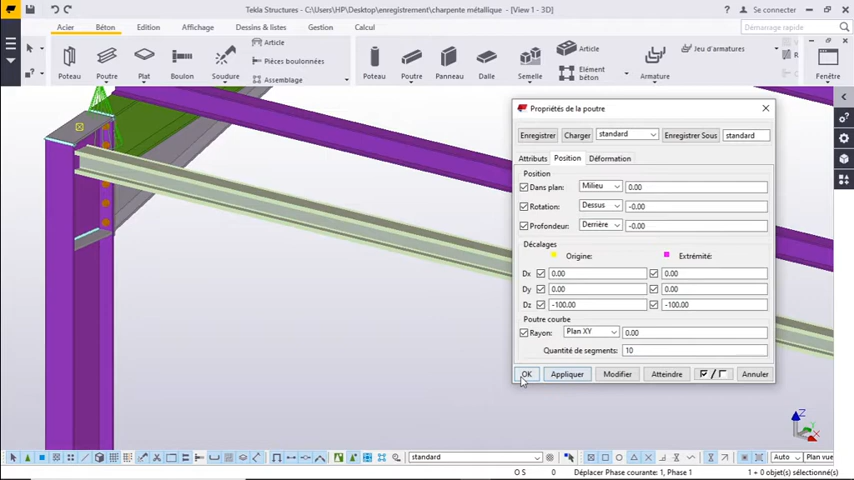 Tekla Structures - C:\Users\HP\Desktop\enregistrement\charpente métallique - [View 1 - 3D]
Se connecter
Acier Béton Edition Affichage Dessins & listes Gestion Calcul
Démarrage rapide
Poteau Poutre Plat Boulon Soudure
Article
Pièces boulonnées
Assemblage
Poteau Poutre Panneau Dalle Semelle
Article
Elément
béton
Armature
Jeu d'armatures
R
Fenêtre
Propriétés de la poutre
Enregistrer Charger standard Enregistrer Sous standard
Attributs Position Déformation
Position
Dans plan: Milieu 0.00
Rotation: Dessus -0.00
Profondeur: Derrière -0.00
Décalages
Origine: Extrémité:
Dx 0.00 0.00
Dy 0.00 0.00
Dz -100.00 -100.00
Poutre courbe
Rayon: Plan XY 0.00
Quantité de segments: 10
OK Appliquer Modifier Atteindre / Annuler
Z
standard
Auto Plan vue
O S 0 Déplacer Phase courante: 1, Phase 1 1 + 0 objet(s) sélectionné(s)